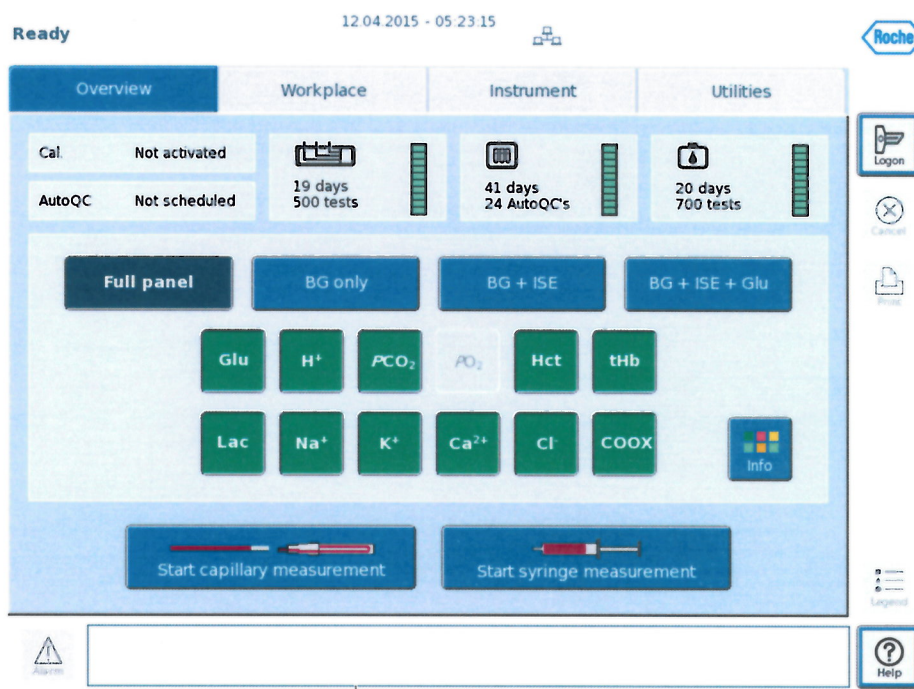 12.04.2015 - 05:23:15
Ready
Roche
Overview
Workplace
Instrument
Utilities
Cal.
Not activated
19 days
500 tests
41 days
24 AutoQC's
20 days
700 tests
AutoQC
Not scheduled
Logon
Cancel
Print
Full panel
BG only
BG + ISE
BG + ISE + Glu
Glu
H⁺
PCO₂
PO₂
Hct
tHb
Lac
Na⁺
K⁺
Ca²⁺
Cl⁻
COOX
Info
Start capillary measurement
Start syringe measurement
Legend
Alarm
Help